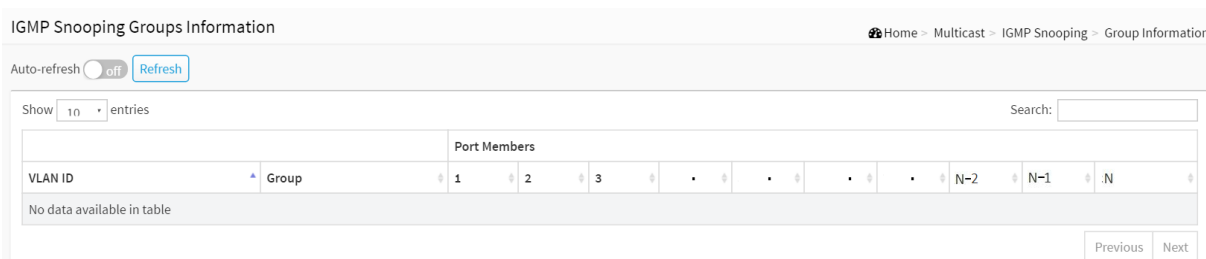 IGMP Snooping Groups Information
Home > Multicast > IGMP Snooping > Group Information
Auto-refresh off Refresh
Show 10 entries Search:
Port Members
VLAN ID Group 1 2 3 . . . . N-2 N-1 N
No data available in table
Previous Next